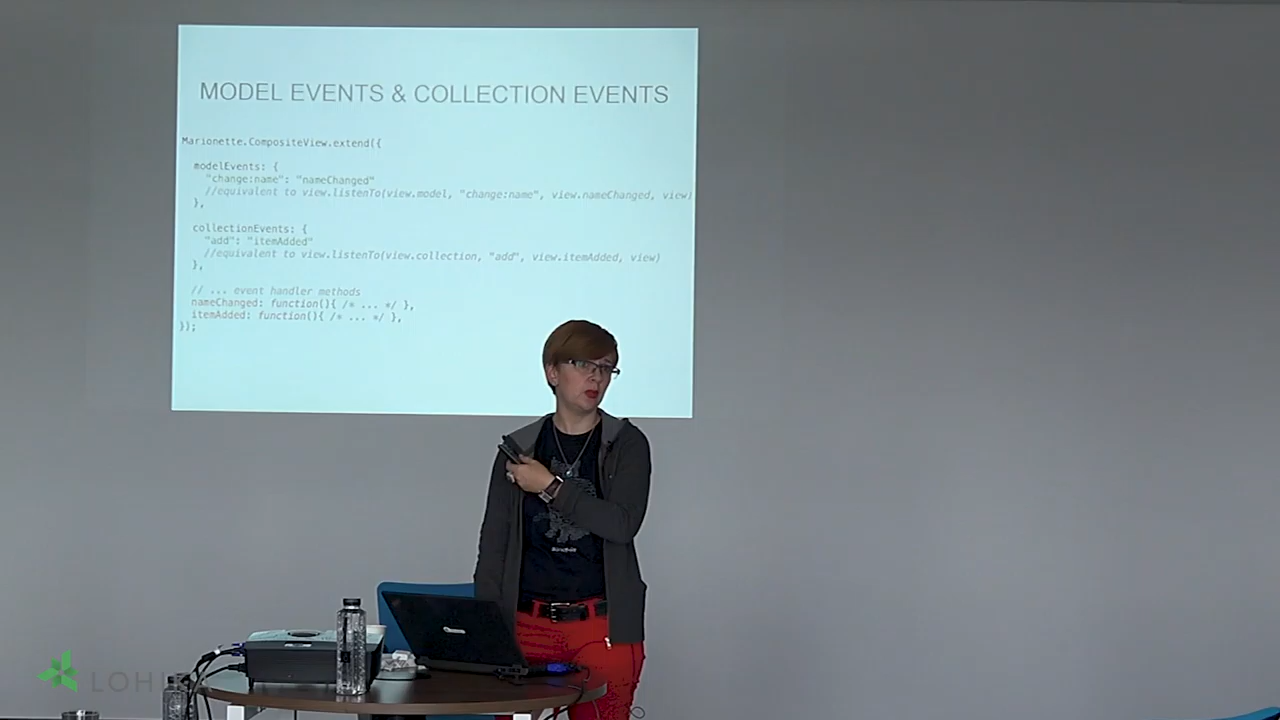 MODEL EVENTS & COLLECTION EVENTS
Marionette.CompositeView.extend({
modelEvents: {
"change:name": "nameChanged"
//equivalent to view.listenTo(view.model, "change:name", view.nameChanged, view)
},
collectionEvents: {
"add": "itemAdded"
//equivalent to view.listenTo(view.collection, "add", view.itemAdded, view)
},
// ... event handler methods
nameChanged: function(){ /* ... */ },
itemAdded: function(){ /* ... */ },
});
LOHI